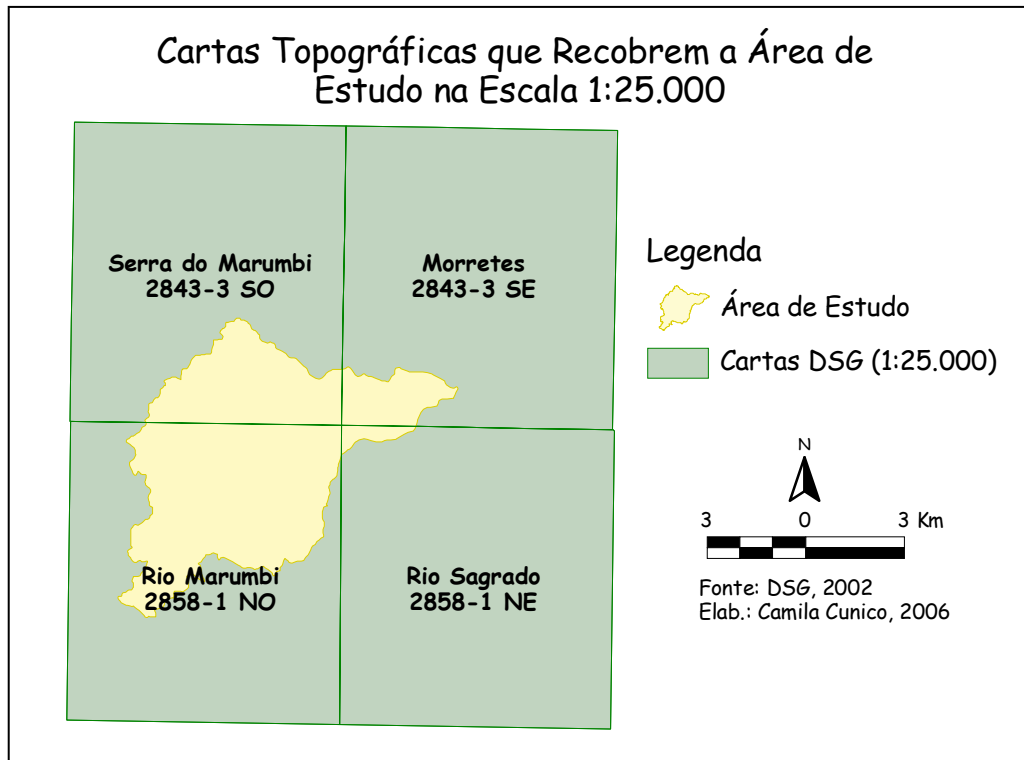 Cartas Topográficas que Recobrem a Área de
Estudo na Escala 1:25.000
Serra do Marumbi
2843-3 SO
Morretes
2843-3 SE
Rio Marumbi
2858-1 NO
Rio Sagrado
2858-1 NE
Legenda
Área de Estudo
Cartas DSG (1:25.000)
N
3 0 3 Km
Fonte: DSG, 2002
Elab.: Camila Cunico, 2006